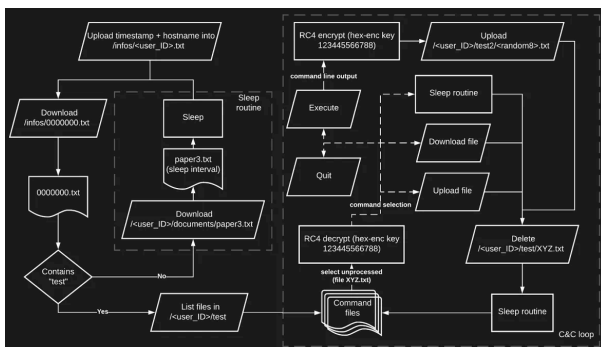 Upload timestamp + hostname into
/infos/<user_ID>.txt
Download
/infos/0000000.txt
0000000.txt
Contains
"test"
No
Yes
Sleep
routine
Sleep
paper3.txt
(sleep interval)
Download
/<user_ID>/documents/paper3.txt
List files in
/<user_ID>/test
RC4 encrypt (hex-enc key
123445566788)
Upload
/<user_ID>/test2/<random8>.txt
command line output
Execute
Quit
Sleep routine
Download file
Upload file
command selection
RC4 decrypt (hex-enc key
123445566788)
select unprocessed
(file XYZ.txt)
Command
files
Delete
/<user_ID>/test/XYZ.txt
Sleep routine
C&C loop